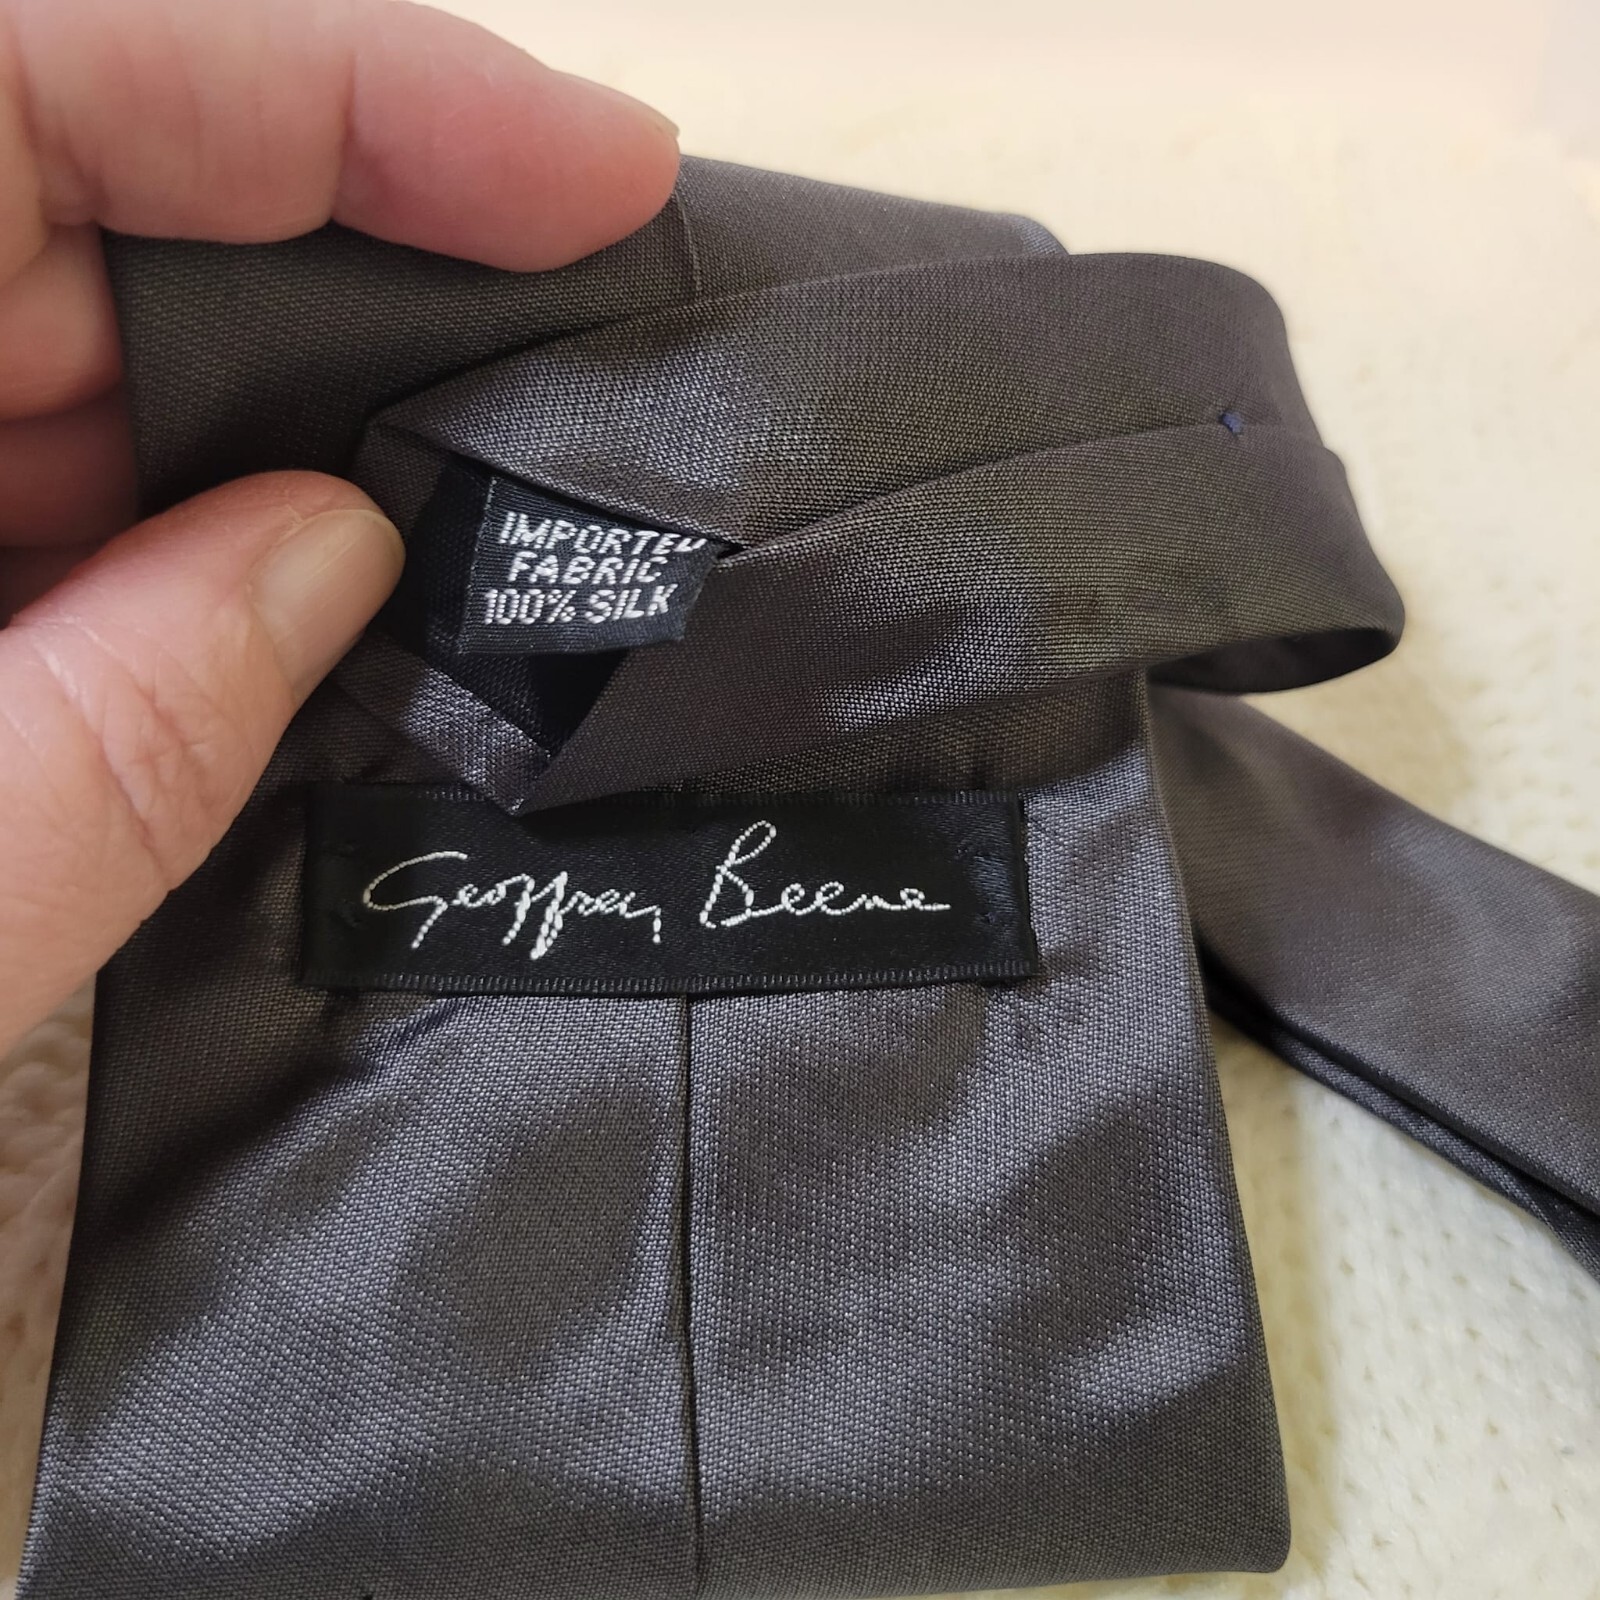 IMPORTED
FABRIC
100% SILK
Geoffrey Beene